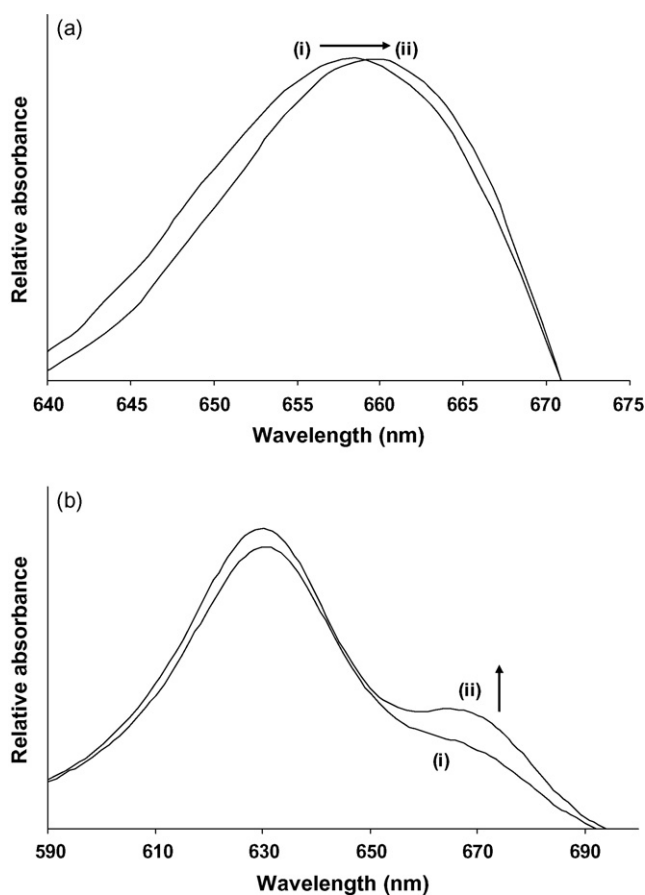 (a)
(i) (ii)
Relative absorbance
640 645 650 655 660 665 670 675
Wavelength (nm)
(b)
(ii)
(i)
Relative absorbance
590 610 630 650 670 690
Wavelength (nm)